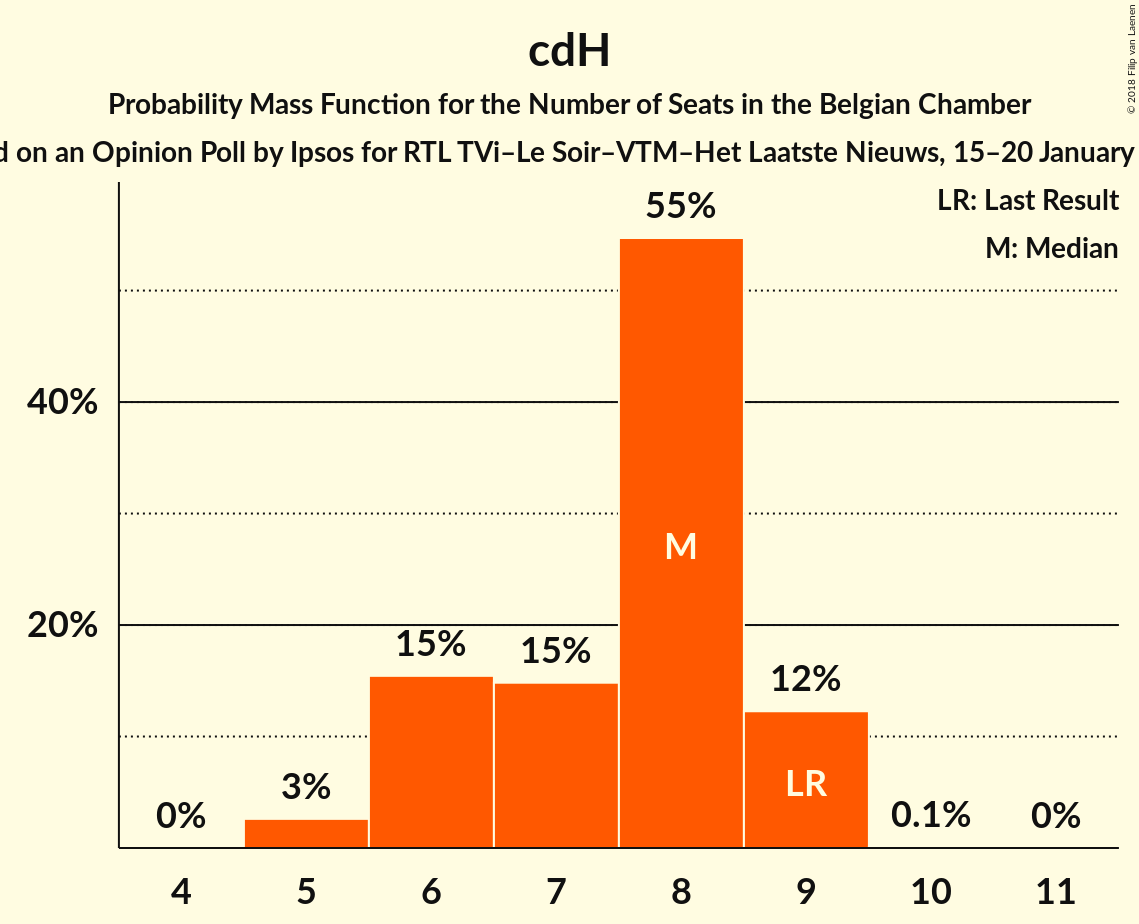 cdH
Probability Mass Function for the Number of Seats in the Belgian Chamber
on an Opinion Poll by Ipsos for RTL TVi–Le Soir–VTM–Het Laatste Nieuws, 15–20 January
© 2018 Filip van Laenen
LR: Last Result
M: Median
55%
40%
M
20%
15%
15%
12%
3%
LR
0%
0.1%
0%
4 5 6 7 8 9 10 11